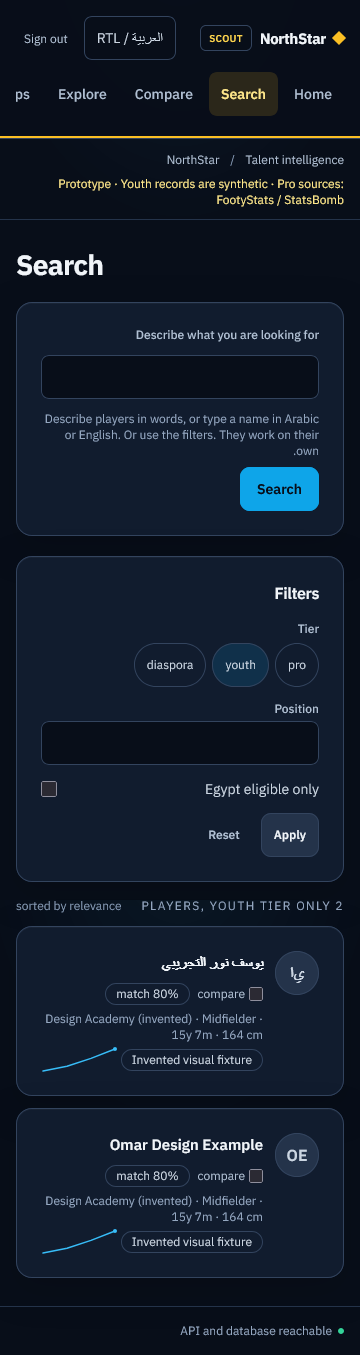 NorthStar
SCOUT
العربية / RTL
Sign out
Home
Search
Compare
Explore
ps
Talent intelligence / NorthStar
Prototype · Youth records are synthetic · Pro sources:
FootyStats / StatsBomb
Search
Describe what you are looking for
Describe players in words, or type a name in Arabic
or English. Or use the filters. They work on their
.own
Search
Filters
Tier
pro
youth
diaspora
Position
Egypt eligible only
Apply
Reset
PLAYERS, YOUTH TIER ONLY 2
sorted by relevance
يوسف نور التجريبي
يا
compare
match 80%
Design Academy (invented) · Midfielder ·
15y 7m · 164 cm
Invented visual fixture
Omar Design Example
OE
compare
match 80%
Design Academy (invented) · Midfielder ·
15y 7m · 164 cm
Invented visual fixture
API and database reachable